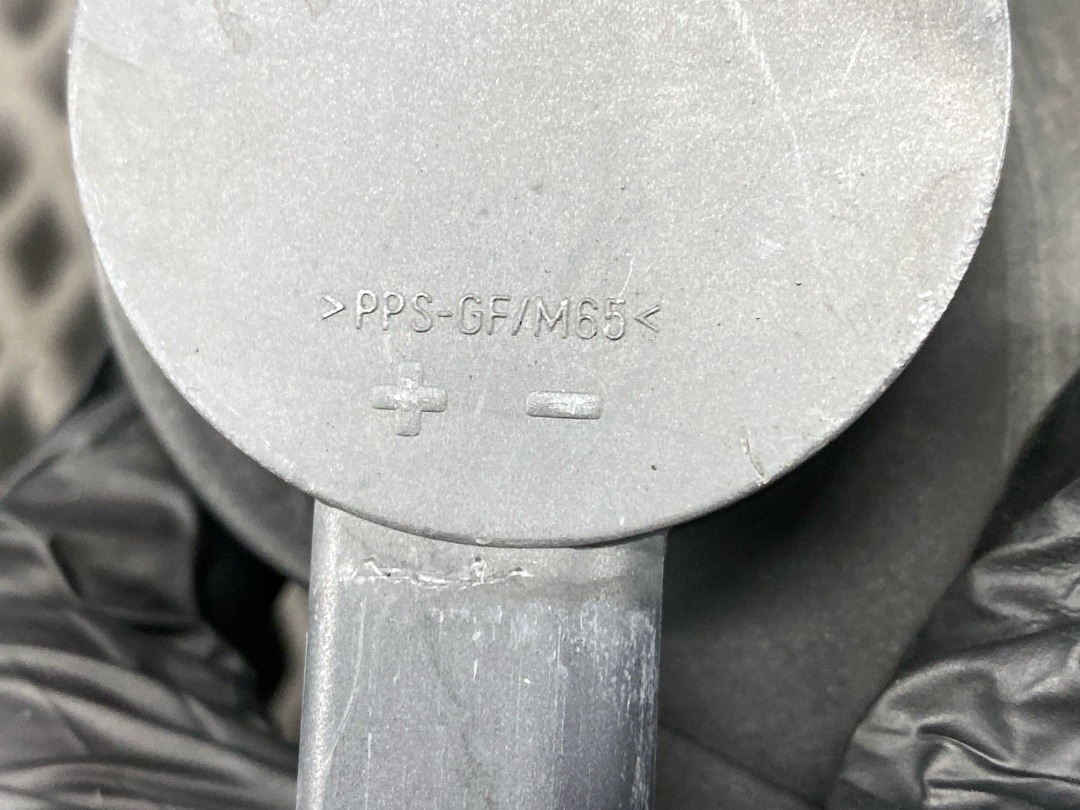 >PPS-GF/M65<
+ -